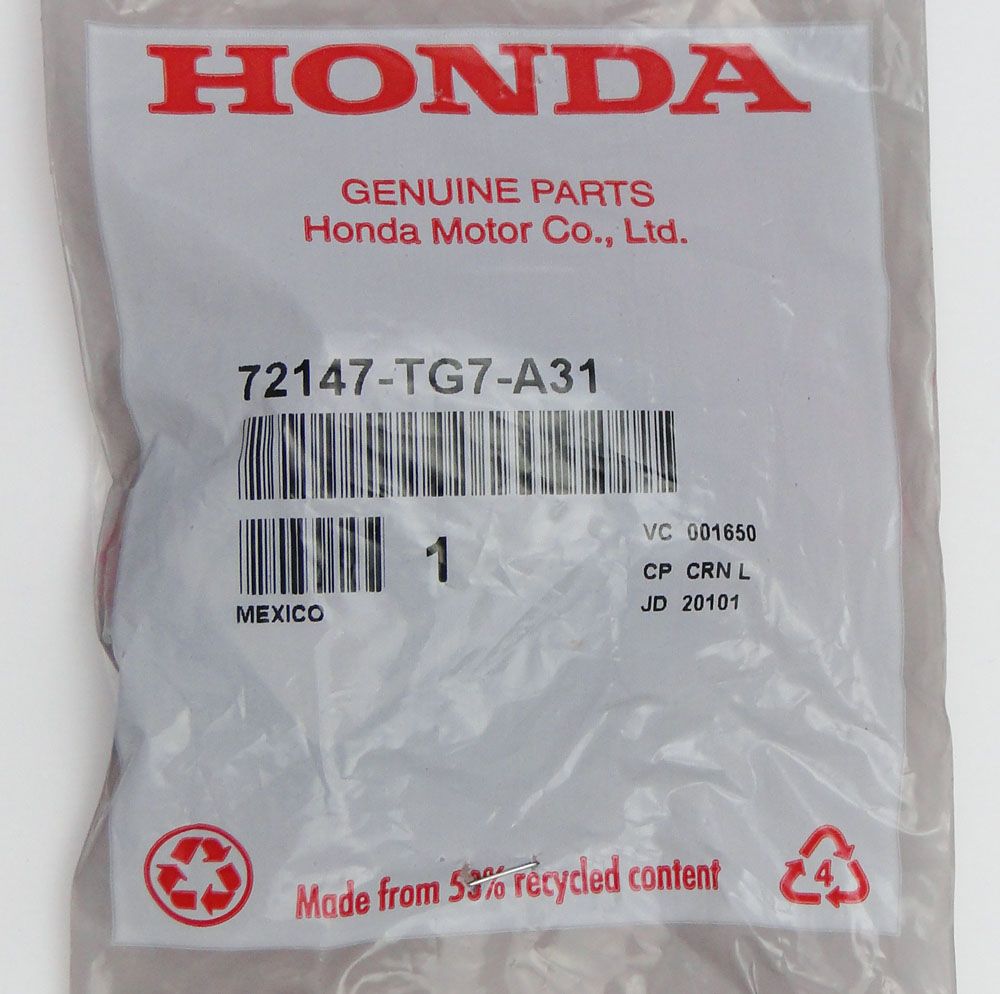 HONDA
GENUINE PARTS
Honda Motor Co., Ltd.
72147-TG7-A31
1
VC 001650
CP CRN L
JD 20101
MEXICO
Made from recycled content
4